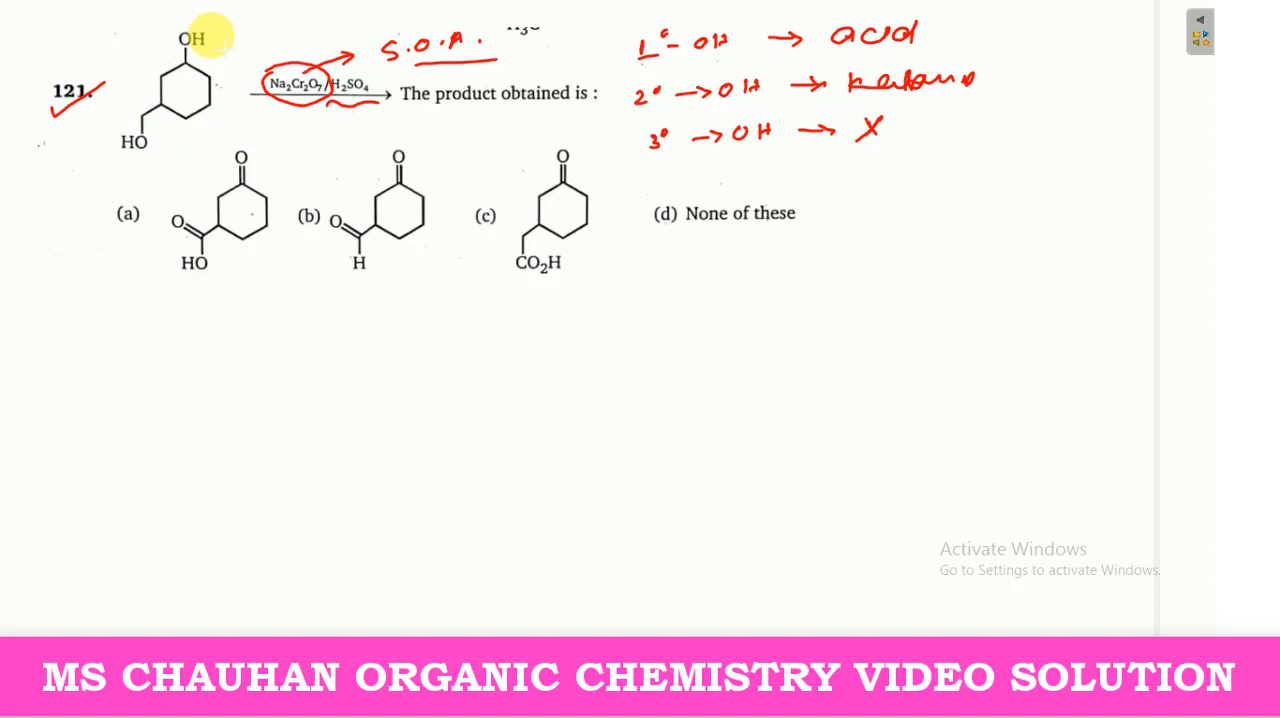 OH
S.O.A.
1° - OH → acid
121.
Na₂Cr₂O₇/H₂SO₄
The product obtained is :
2° → OH → ketone
HO
3° → OH → X
(a)
O
O
HO
(b)
O
O
H
(c)
O
CO₂H
(d) None of these
Activate Windows
Go to Settings to activate Windows.
MS CHAUHAN ORGANIC CHEMISTRY VIDEO SOLUTION